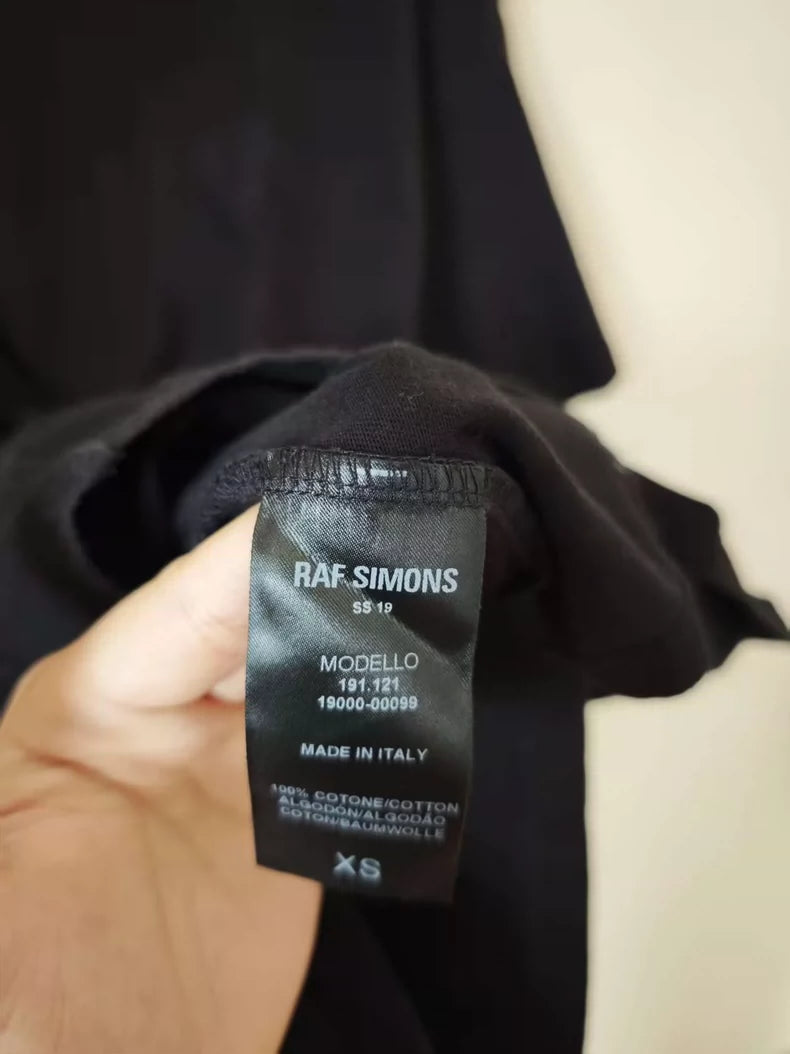 RAF SIMONS
SS 19
MODELLO
191.121
19000-00099
MADE IN ITALY
100% COTONE/COTTON
ALGODÓN/ALGODÃO
COTON/BAUMWOLLE
XS